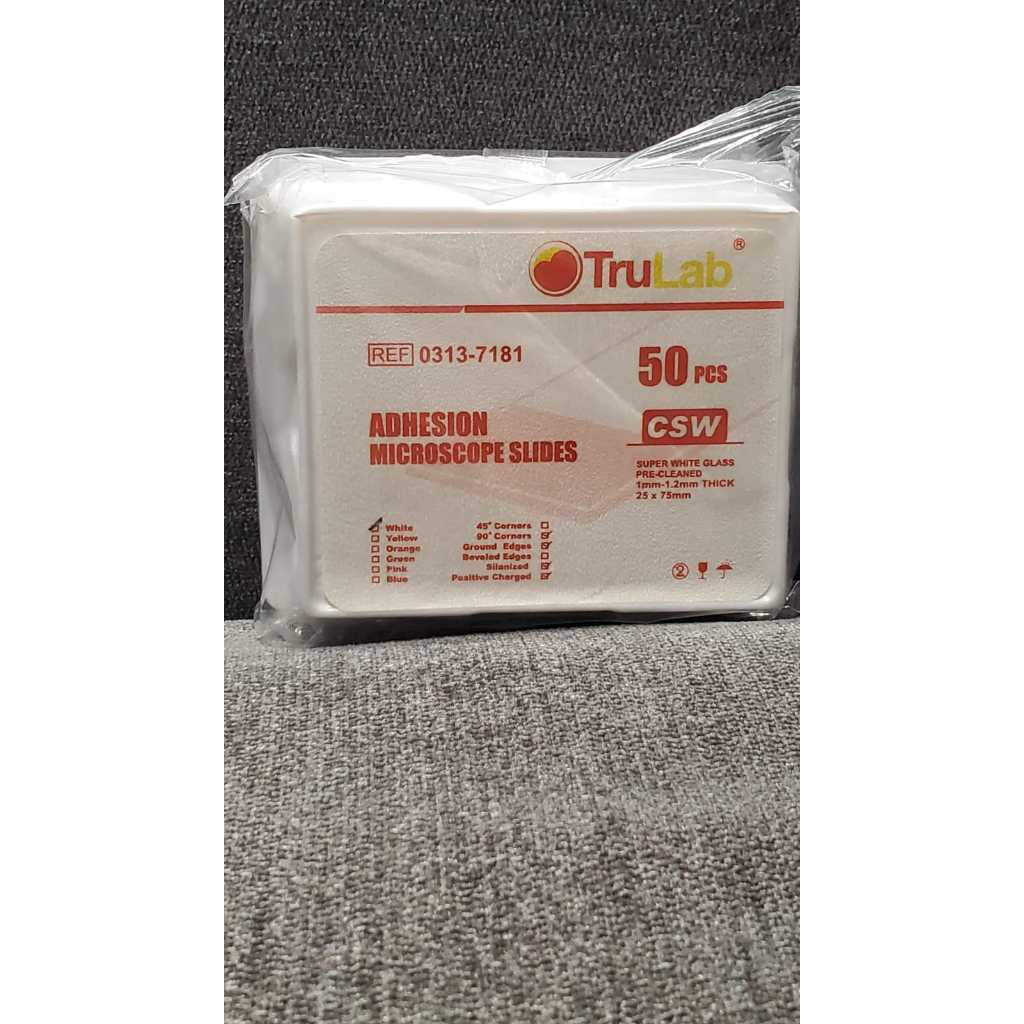 TruLab®
REF 0313-7181
50 PCS
ADHESION
MICROSCOPE SLIDES
CSW
SUPER WHITE GLASS
PRE-CLEANED
1mm-1.2mm THICK
25 x 75mm
White
Yellow
Orange
Green
Pink
Blue
45° Corners
90° Corners
Ground Edges
Beveled Edges
Silanized
Positive Charged
2